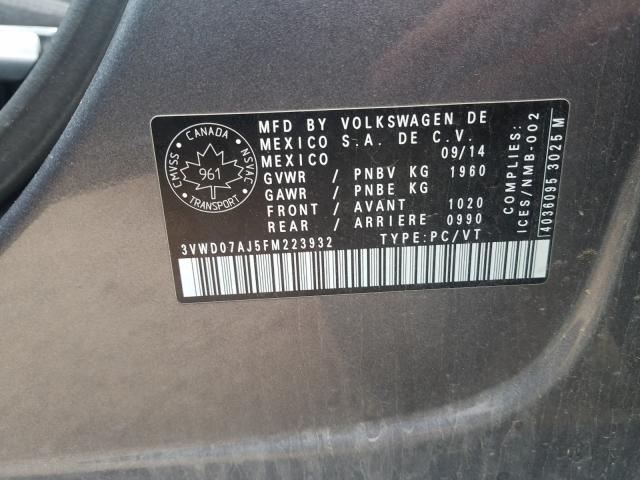 CANADA
CMVSS
NSVAC
961
TRANSPORT
MFD BY VOLKSWAGEN DE
MEXICO S.A. DE C.V.
MEXICO 09/14
GVWR / PNBV KG 1960
GAWR / PNBE KG
FRONT / AVANT 1020
REAR / ARRIERE 0990
3VWD07AJ5FM223932 TYPE:PC/VT
COMPLIES:
ICES/NMB-002
4036095 3025 M